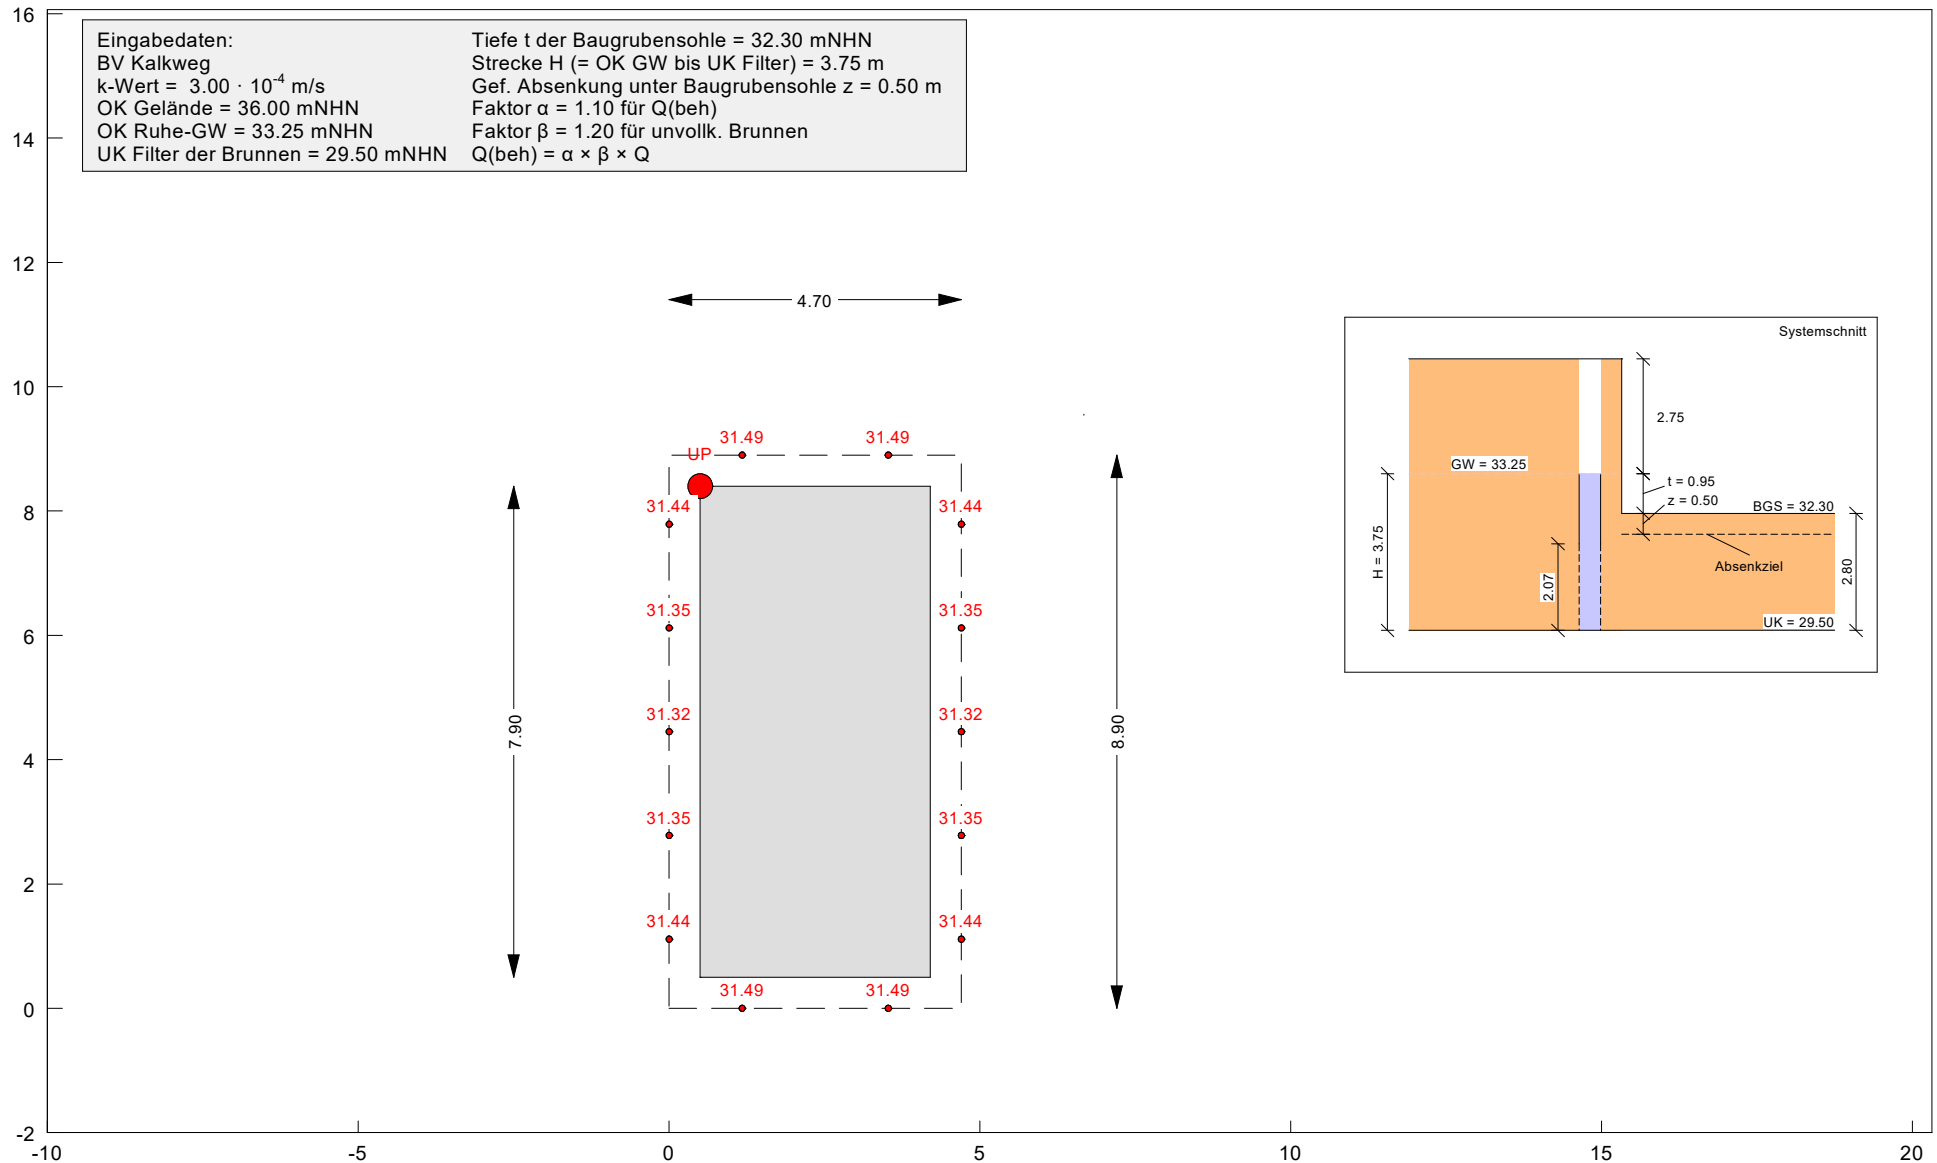 16
Eingabedaten:
BV Kalkweg
k-Wert =  3.00 · 10⁻⁴ m/s
OK Gelände = 36.00 mNHN
OK Ruhe-GW = 33.25 mNHN
UK Filter der Brunnen = 29.50 mNHN
Tiefe t der Baugrubensohle = 32.30 mNHN
Strecke H (= OK GW bis UK Filter) = 3.75 m
Gef. Absenkung unter Baugrubensohle z = 0.50 m
Faktor α = 1.10 für Q(beh)
Faktor β = 1.20 für unvollk. Brunnen
Q(beh) = α × β × Q
14
12
10
8
6
4
2
0
-2
4.70
31.49 31.49
UP
31.44 31.44
31.35 31.35
31.32 31.32
31.35 31.35
31.44 31.44
31.49 31.49
7.90
8.90
Systemschnitt
2.75
GW = 33.25
t = 0.95
z = 0.50
BGS = 32.30
H = 3.75
2.07
Absenkziel
2.80
UK = 29.50
-10 -5 0 5 10 15 20